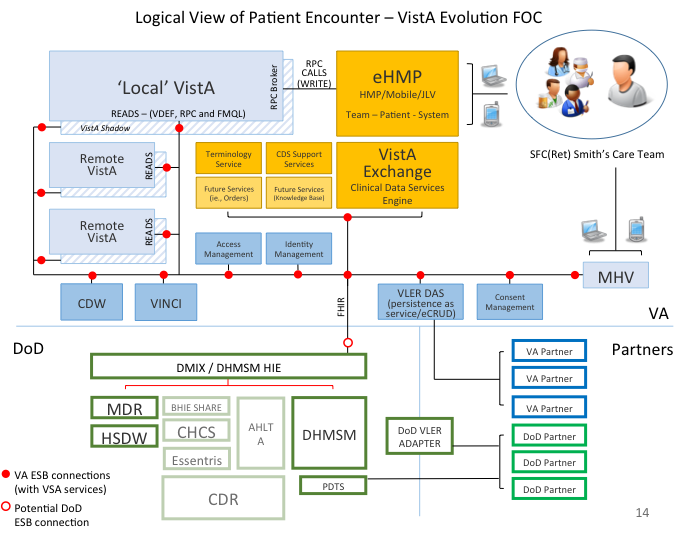 Logical View of Patient Encounter – VistA Evolution FOC
'Local' VistA
RPC Broker
READS – (VDEF, RPC and FMQL)
VistA Shadow
RPC
CALLS
(WRITE)
eHMP
HMP/Mobile/JLV
Team – Patient - System
SFC(Ret) Smith's Care Team
Remote
VistA
READS
Remote
VistA
READS
Terminology
Service
CDS Support
Services
Future Services
(ie., Orders)
Future Services
(Knowledge Base)
VistA
Exchange
Clinical Data Services
Engine
Access
Management
Identity
Management
MHV
CDW
VINCI
FHIR
VLER DAS
(persistence as
service/eCRUD)
Consent
Management
VA
DoD
Partners
DMIX / DHMSM HIE
MDR
HSDW
BHIE SHARE
CHCS
Essentris
AHLT
A
DHMSM
CDR
PDTS
DoD VLER
ADAPTER
VA Partner
VA Partner
VA Partner
DoD Partner
DoD Partner
DoD Partner
VA ESB connections
(with VSA services)
Potential DoD
ESB connection
14